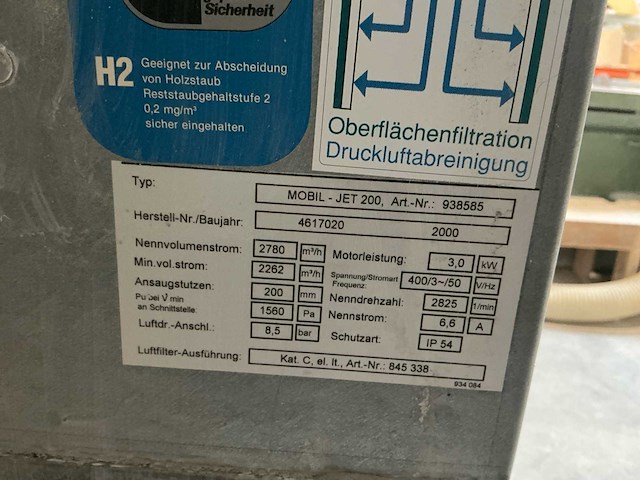 Sicherheit
H2
Geeignet zur Abscheidung
von Holzstaub
Reststaubgehaltstufe 2
0,2 mg/m³
sicher eingehalten
Oberflächenfiltration
Druckluftabreinigung
Typ: MOBIL - JET 200, Art.-Nr.: 938585
Herstell-Nr./Baujahr: 4617020 2000
Nennvolumenstrom: 2780 m³/h Motorleistung: 3,0 kW
Min.vol.strom: 2262 m³/h Spannung/Stromart Frequenz: 400/3~/50 V/Hz
Ansaugstutzen: 200 mm Nenndrehzahl: 2825 1/min
Pu bei V̇ min
an Schnittstelle: 1560 Pa Nennstrom: 6,6 A
Luftdr.-Anschl.: 8,5 bar Schutzart: IP 54
Luftfilter-Ausführung: Kat. C, el. lt., Art.-Nr.: 845 338
934 084